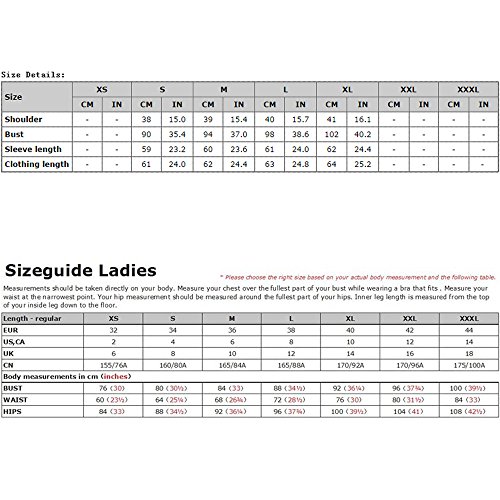 Size Details:
Size XS S M L XL XXL XXXL
CM IN CM IN CM IN CM IN CM IN CM IN CM IN
Shoulder - - 38 15.0 39 15.4 40 15.7 41 16.1 - - - -
Bust - - 90 35.4 94 37.0 98 38.6 102 40.2 - - - -
Sleeve length - - 59 23.2 60 23.6 61 24.0 62 24.4 - - - -
Clothing length - - 61 24.0 62 24.4 63 24.8 64 25.2 - - - -
Sizeguide Ladies
* Please choose the right size based on your actual body measurement and the following table.
Measurements should be taken directly on your body. Measure your chest over the fullest part of your bust while wearing a bra that fits . Measure your
waist at the narrowest point. Your hip measurement should be measured around the fullest part of your hips. Inner leg length is measured from the top
of your inside leg down to the floor.
Length - regular XS S M L XL XXL XXXL
EUR 32 34 36 38 40 42 44
US,CA 2 4 6 8 10 12 14
UK 6 8 10 12 14 16 18
CN 155/76A 160/80A 165/84A 165/88A 170/92A 170/96A 175/100A
Body measurements in cm (inches)
BUST 76 (30) 80 (30½) 84 (33) 88 (34½) 92 (36¼) 96 (37¾) 100 (39½)
WAIST 60 (23½) 64 (25¼) 68 (26¾) 72 (28½) 76 (30) 80 (31½) 84 (33)
HIPS 84 (33) 88 (34½) 92 (36¼) 96 (37¾) 100 (39½) 104 (41) 108 (42½)